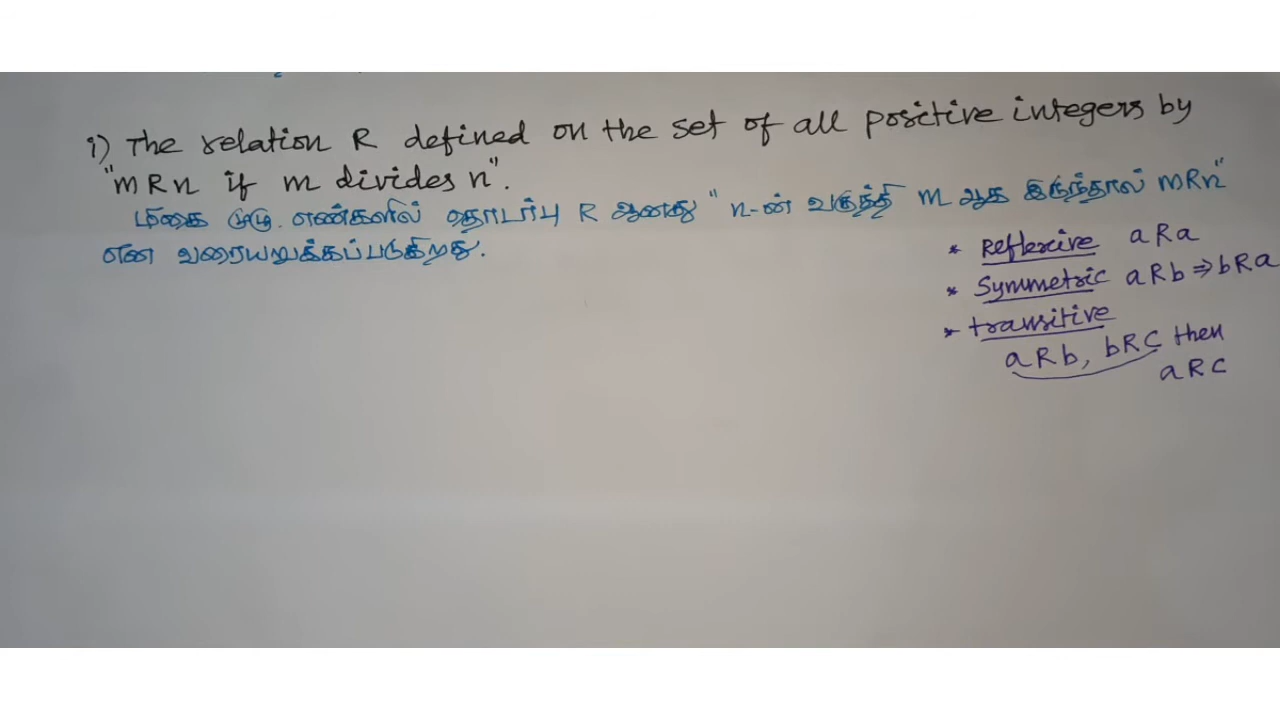 i) The relation R defined on the set of all positive integers by
"mRn if m divides n".
மிகை முழு எண்களில் தொடர்பு R ஆனது "n-ன் வகுத்தி m ஆக இருந்தால் mRn"
என வரையறுக்கப்படுகிறது.
* Reflexive aRa
* Symmetric aRb ⇒ bRa
* transitive
aRb, bRc then
aRc